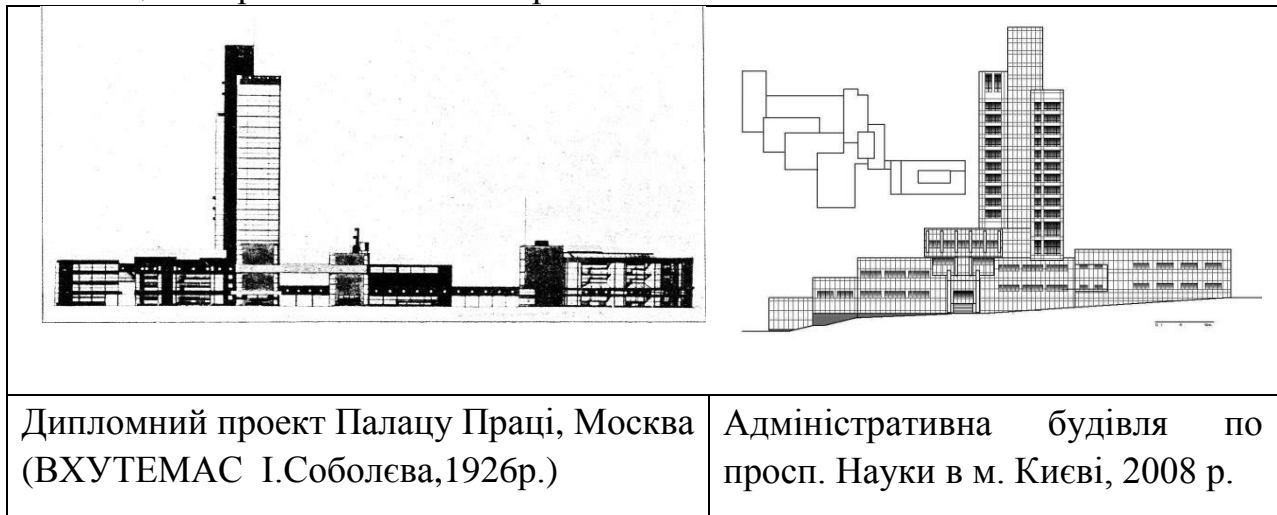 Дипломний проект Палацу Праці, Москва
(ВХУТЕМАС І.Соболєва,1926р.)
Адміністративна будівля по
просп. Науки в м. Києві, 2008 р.